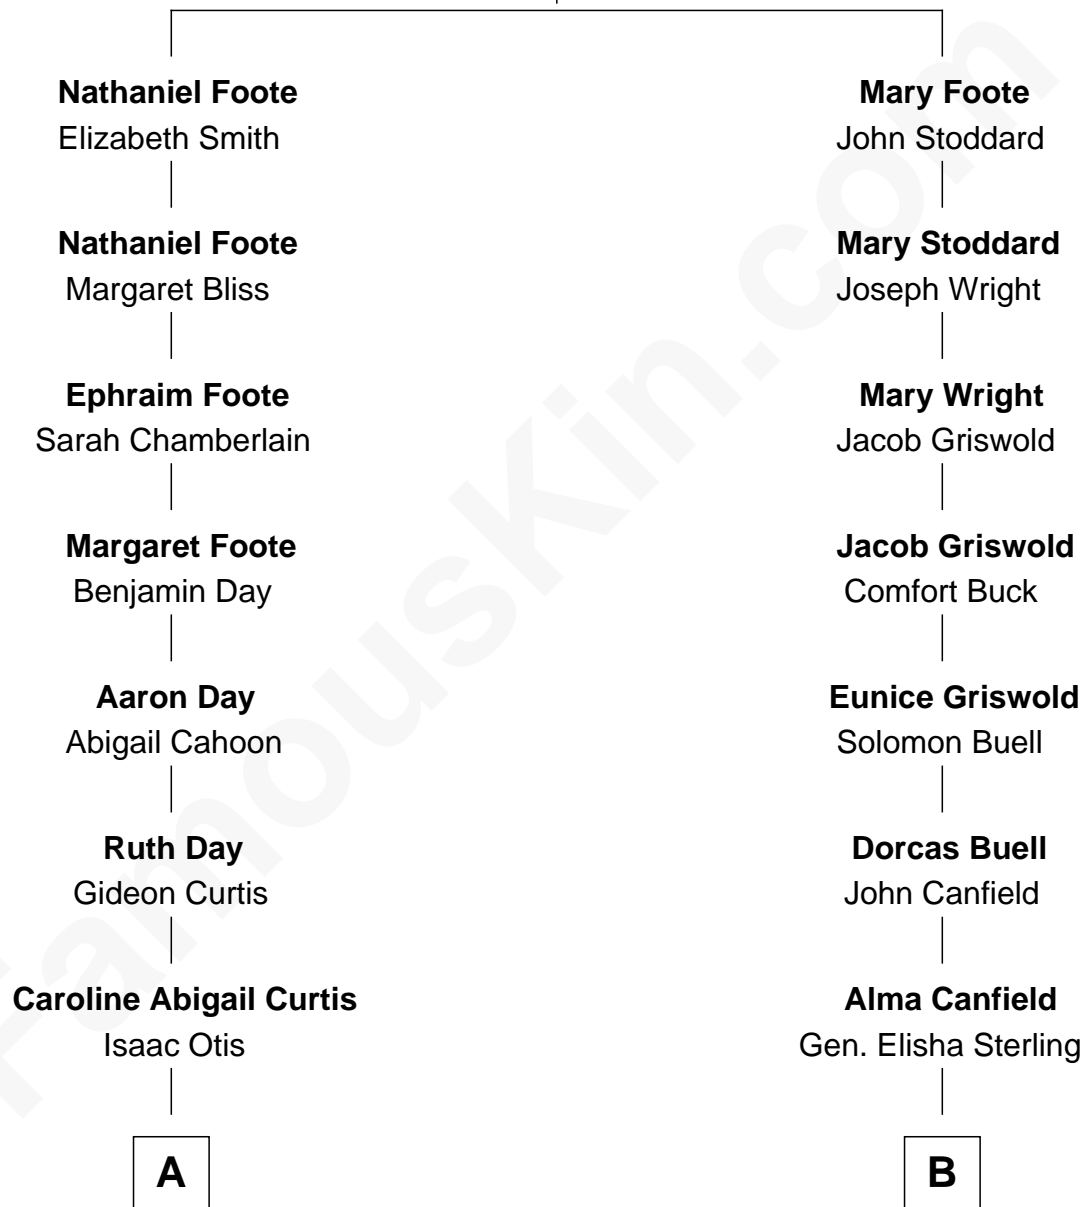 Nathaniel Foote
Elizabeth Smith
Nathaniel Foote
Margaret Bliss
Ephraim Foote
Sarah Chamberlain
Margaret Foote
Benjamin Day
Aaron Day
Abigail Cahoon
Ruth Day
Gideon Curtis
Caroline Abigail Curtis
Isaac Otis
A
Mary Foote
John Stoddard
Mary Stoddard
Joseph Wright
Mary Wright
Jacob Griswold
Jacob Griswold
Comfort Buck
Eunice Griswold
Solomon Buell
Dorcas Buell
John Canfield
Alma Canfield
Gen. Elisha Sterling
B
FamousKin.com